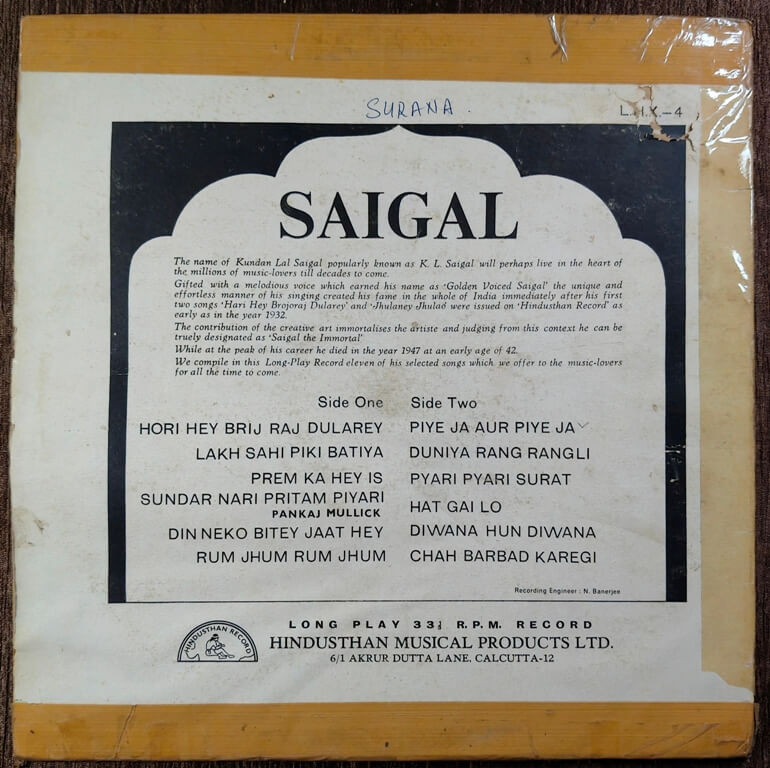 SURANA.
L.H.X.—4
SAIGAL
The name of Kundan Lal Saigal popularly known as K. L. Saigal will perhaps live in the heart of
the millions of music-lovers till decades to come.
Gifted with a melodious voice which earned his name as 'Golden Voiced Saigal' the unique and
effortless manner of his singing created his fame in the whole of India immediately after his first
two songs 'Hari Hey Brojoraj Dularey' and 'Jhulaney Jhulao' were issued on 'Hindusthan Record' as
early as in the year 1932.
The contribution of the creative art immortalises the artiste and judging from this context he can be
truely designated as 'Saigal the Immortal'
While at the peak of his career he died in the year 1947 at an early age of 42.
We compile in this Long-Play Record eleven of his selected songs which we offer to the music-lovers
for all the time to come.
Side One
HORI HEY BRIJ RAJ DULAREY
LAKH SAHI PIKI BATIYA
PREM KA HEY IS
SUNDAR NARI PRITAM PIYARI
PANKAJ MULLICK
DIN NEKO BITEY JAAT HEY
RUM JHUM RUM JHUM
Side Two
PIYE JA AUR PIYE JA
DUNIYA RANG RANGLI
PYARI PYARI SURAT
HAT GAI LO
DIWANA HUN DIWANA
CHAH BARBAD KAREGI
Recording Engineer : N. Banerjee
HINDUSTHAN RECORD
LONG PLAY 33⅓ R.P.M. RECORD
HINDUSTHAN MUSICAL PRODUCTS LTD.
6/1 AKRUR DUTTA LANE. CALCUTTA-12